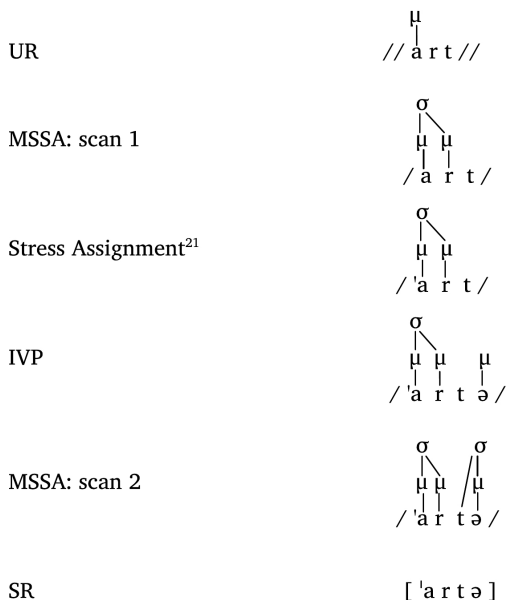 μ
UR // a r t //
σ
MSSA: scan 1 μ μ
/ a r t /
σ
Stress Assignment²¹ μ μ
/ ˈa r t /
σ
IVP μ μ μ
/ ˈa r t ə /
σ σ
MSSA: scan 2 μ μ μ
/ ˈa r t ə /
SR [ ˈa r t ə ]